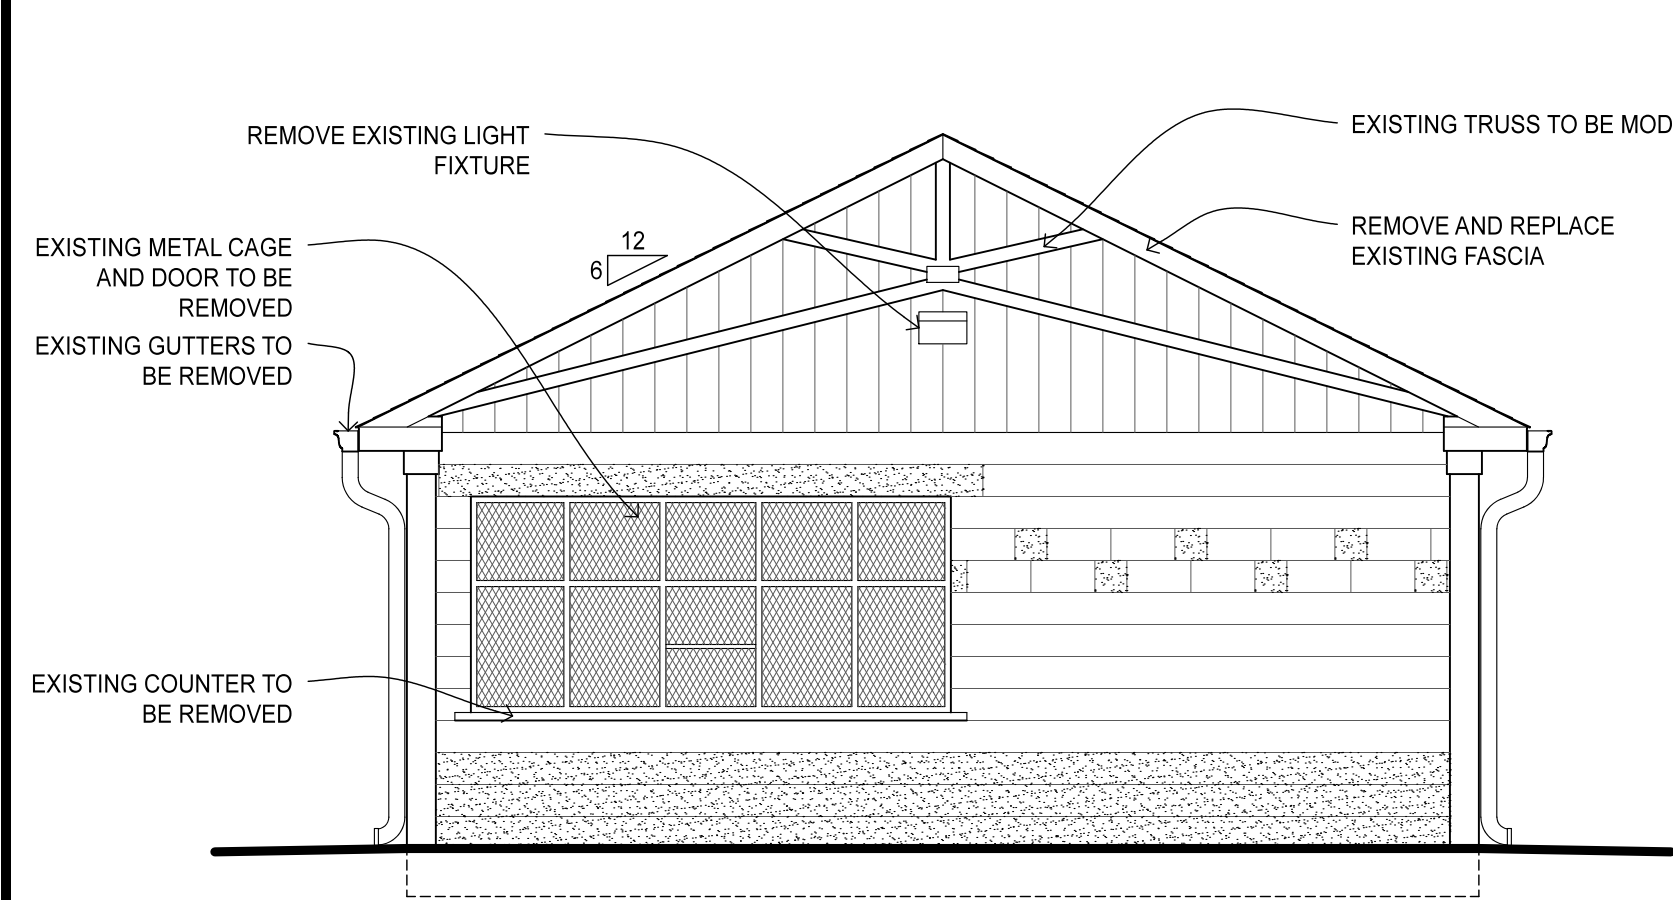 REMOVE EXISTING LIGHT
FIXTURE
EXISTING TRUSS TO BE MOD
REMOVE AND REPLACE
EXISTING FASCIA
12
6
EXISTING METAL CAGE
AND DOOR TO BE
REMOVED
EXISTING GUTTERS TO
BE REMOVED
EXISTING COUNTER TO
BE REMOVED